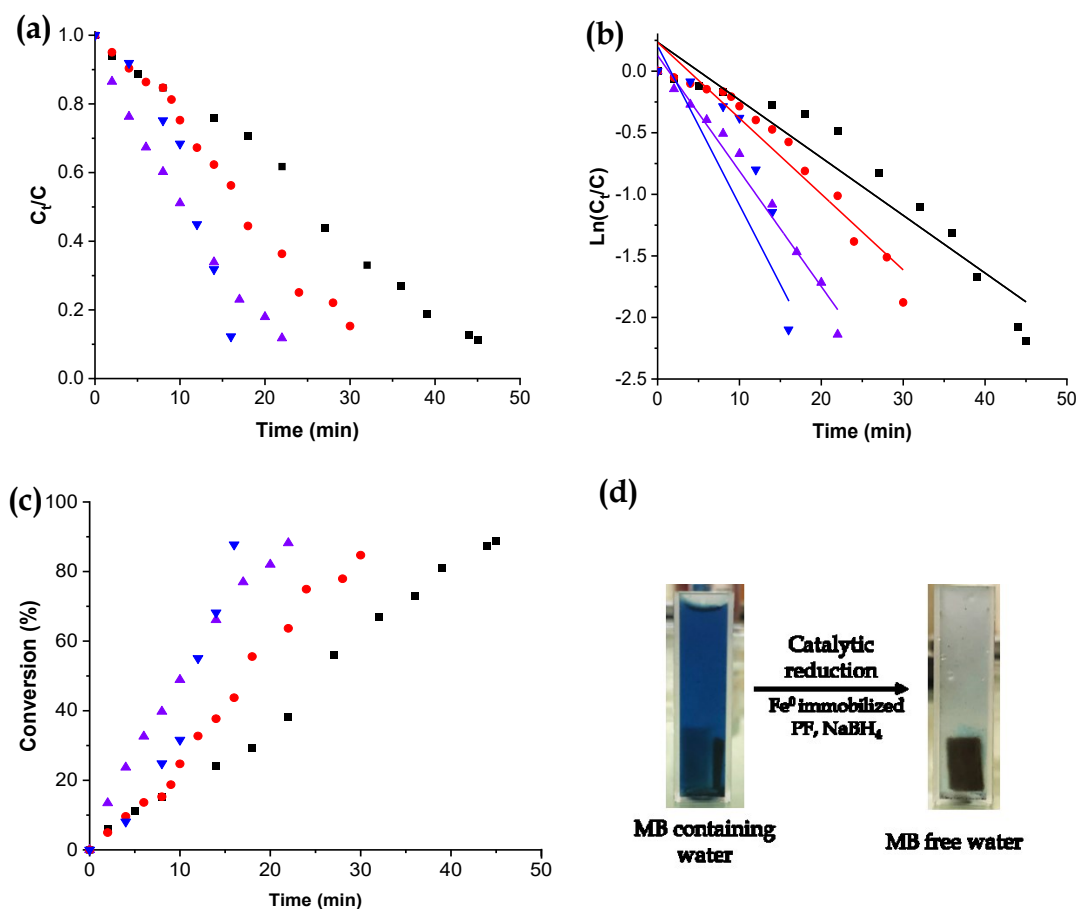 (a)
1.0
0.8
0.6
0.4
0.2
0.0
Cₜ/C
0 10 20 30 40 50
Time (min)
(b)
0.0
-0.5
-1.0
-1.5
-2.0
-2.5
Ln(Cₜ/C)
0 10 20 30 40 50
Time (min)
(c)
100
80
60
40
20
0
Conversion (%)
0 10 20 30 40 50
Time (min)
(d)
Catalytic
reduction
Fe⁰ immobilized
PF, NaBH₄
MB containing
water
MB free water